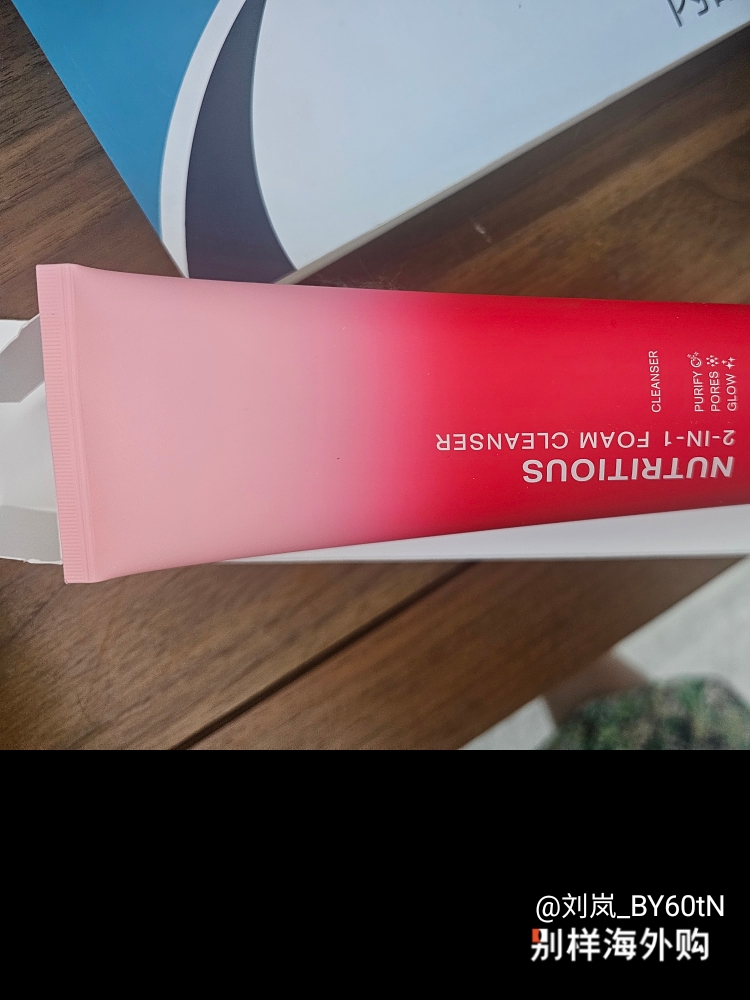 NUTRITIOUS
2-IN-1 FOAM CLEANSER
CLEANSER
PURIFY
PORES
GLOW
@刘岚_BY60tN
别样海外购